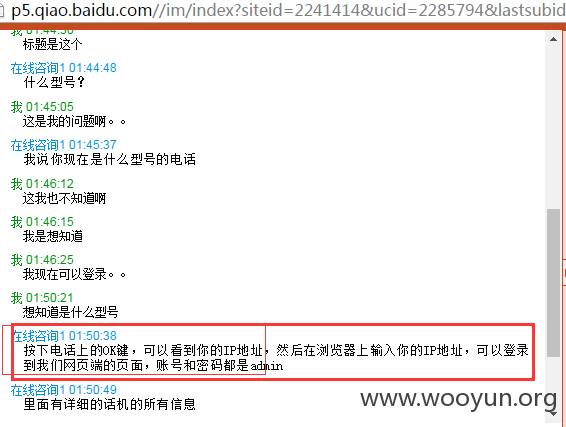 p5.qiao.baidu.com//im/index?siteid=2241414&ucid=2285794&lastsubid
我 01:44:30
标题是这个
在线咨询1 01:44:48
什么型号?
我 01:45:05
这是我的问题啊。。
在线咨询1 01:45:37
我说你现在是什么型号的电话
我 01:46:12
这我也不知道啊
我 01:46:15
我是想知道
我 01:46:25
我现在可以登录。。
我 01:50:21
想知道是什么型号
在线咨询1 01:50:38
按下电话上的OK键，可以看到你的IP地址，然后在浏览器上输入你的IP地址，可以登录
到我们网页端的页面，账号和密码都是admin
在线咨询1 01:50:49
里面有详细的话机的所有信息
www.wooyun.org